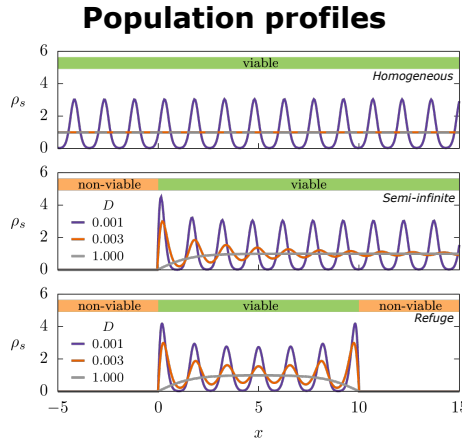 Population profiles
6
viable
Homogeneous
4
ρs
2
0
6
non-viable
viable
Semi-infinite
D
4
0.001
ρs
0.003
2
1.000
0
6
non-viable
viable
non-viable
Refuge
D
4
0.001
ρs
0.003
2
1.000
0
−5 0 5 10 15
x